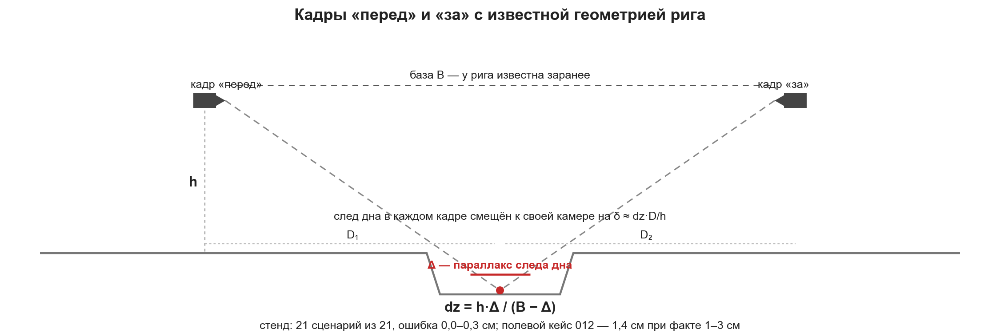 Кадры «перед» и «за» с известной геометрией рига
база B — у рига известна заранее
кадр «перед»
кадр «за»
h
след дна в каждом кадре смещён к своей камере на δ ≈ dz·D/h
D₁
D₂
Δ — параллакс следа дна
dz = h·Δ / (B − Δ)
стенд: 21 сценарий из 21, ошибка 0,0–0,3 см; полевой кейс 012 — 1,4 см при факте 1–3 см